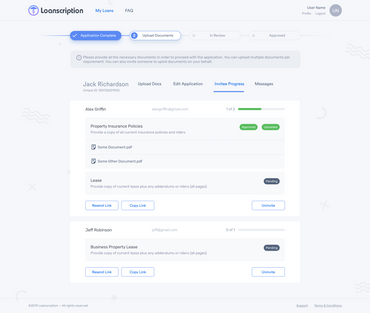 Loanscription
My Loans
FAQ
User Name
Profile
Logout
UN
Application Complete
2
Upload Documents
3
In Review
4
Approved
Please provide all the necessary documents in order to proceed with the application. You can upload multiple documents per
requirement. You can also invite someone to upload documents on your behalf.
Jack Richardson
Upload Docs
Edit Application
Invitee Progress
Messages
Alex Griffin
alexgriffin@gmail.com
1 of 2
Property Insurance Policies
Provide a copy of all current insurance policies and riders
Approved
Uploaded
Some Document.pdf
Some Other Document.pdf
Lease
Provide copy of current lease plus any addendums or riders (all pages).
Pending
Resend Link
Copy Link
Uninvite
Jeff Robinson
jeff@gmail.com
0 of 1
Business Property Lease
Provide copy of current lease plus any addendums or riders (all pages).
Pending
Resend Link
Copy Link
Uninvite
Loanscription — All rights reserved
Support
Terms & Conditions